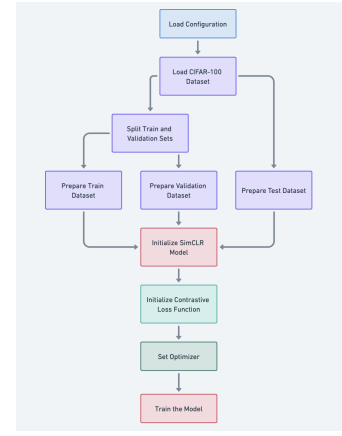 Load Configuration
Load CIFAR-100
Dataset
Split Train and
Validation Sets
Prepare Train
Dataset
Prepare Validation
Dataset
Prepare Test Dataset
Initialize SimCLR
Model
Initialize Contrastive
Loss Function
Set Optimizer
Train the Model